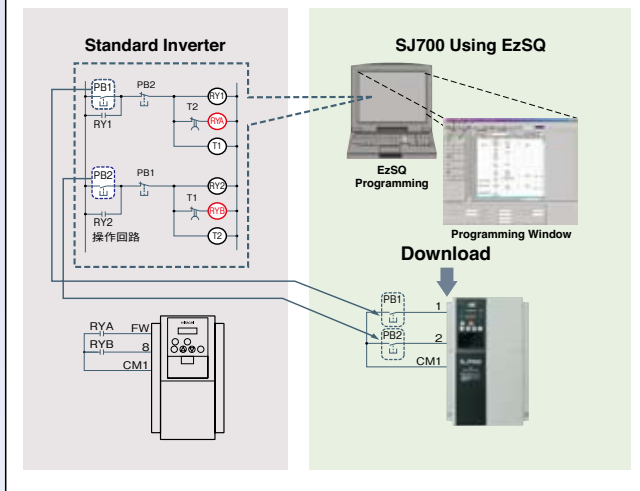 Standard Inverter
PB1
PB2
RY1
T2
RYA
RY1
T1
PB2
PB1
RY2
T1
RYB
RY2
T2
操作回路
RYA
FW
RYB
8
CM1
SJ700 Using EzSQ
EzSQ
Programming
Programming Window
Download
PB1
1
PB2
2
CM1
SJ700